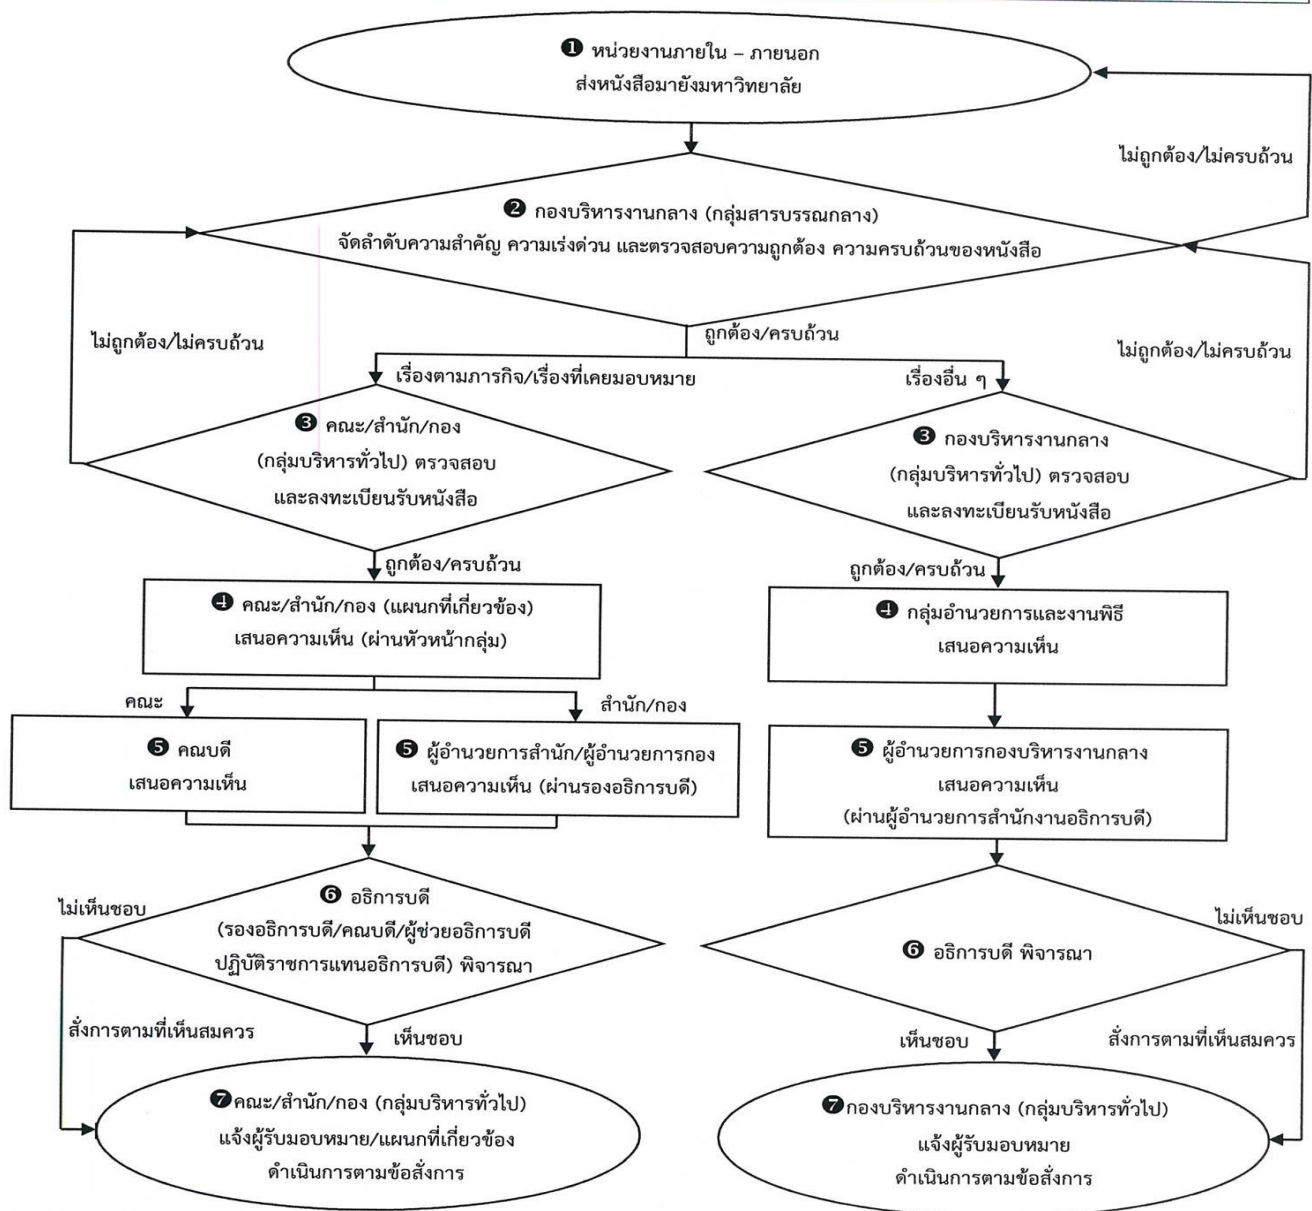 ❶ หน่วยงานภายใน – ภายนอก
ส่งหนังสือมายังมหาวิทยาลัย
ไม่ถูกต้อง/ไม่ครบถ้วน
❷ กองบริหารงานกลาง (กลุ่มสารบรรณกลาง)
จัดลำดับความสำคัญ ความเร่งด่วน และตรวจสอบความถูกต้อง ความครบถ้วนของหนังสือ
ไม่ถูกต้อง/ไม่ครบถ้วน
ถูกต้อง/ครบถ้วน
ไม่ถูกต้อง/ไม่ครบถ้วน
เรื่องตามภารกิจ/เรื่องที่เคยมอบหมาย
เรื่องอื่น ๆ
❸ คณะ/สำนัก/กอง
(กลุ่มบริหารทั่วไป) ตรวจสอบ
และลงทะเบียนรับหนังสือ
❸ กองบริหารงานกลาง
(กลุ่มบริหารทั่วไป) ตรวจสอบ
และลงทะเบียนรับหนังสือ
ถูกต้อง/ครบถ้วน
ถูกต้อง/ครบถ้วน
❹ คณะ/สำนัก/กอง (แผนกที่เกี่ยวข้อง)
เสนอความเห็น (ผ่านหัวหน้ากลุ่ม)
❹ กลุ่มอำนวยการและงานพิธี
เสนอความเห็น
คณะ
สำนัก/กอง
❺ คณบดี
เสนอความเห็น
❺ ผู้อำนวยการสำนัก/ผู้อำนวยการกอง
เสนอความเห็น (ผ่านรองอธิการบดี)
❺ ผู้อำนวยการกองบริหารงานกลาง
เสนอความเห็น
(ผ่านผู้อำนวยการสำนักงานอธิการบดี)
ไม่เห็นชอบ
❻ อธิการบดี
(รองอธิการบดี/คณบดี/ผู้ช่วยอธิการบดี
ปฏิบัติราชการแทนอธิการบดี) พิจารณา
❻ อธิการบดี พิจารณา
ไม่เห็นชอบ
สั่งการตามที่เห็นสมควร
เห็นชอบ
เห็นชอบ
สั่งการตามที่เห็นสมควร
❼คณะ/สำนัก/กอง (กลุ่มบริหารทั่วไป)
แจ้งผู้รับมอบหมาย/แผนกที่เกี่ยวข้อง
ดำเนินการตามข้อสั่งการ
❼กองบริหารงานกลาง (กลุ่มบริหารทั่วไป)
แจ้งผู้รับมอบหมาย
ดำเนินการตามข้อสั่งการ